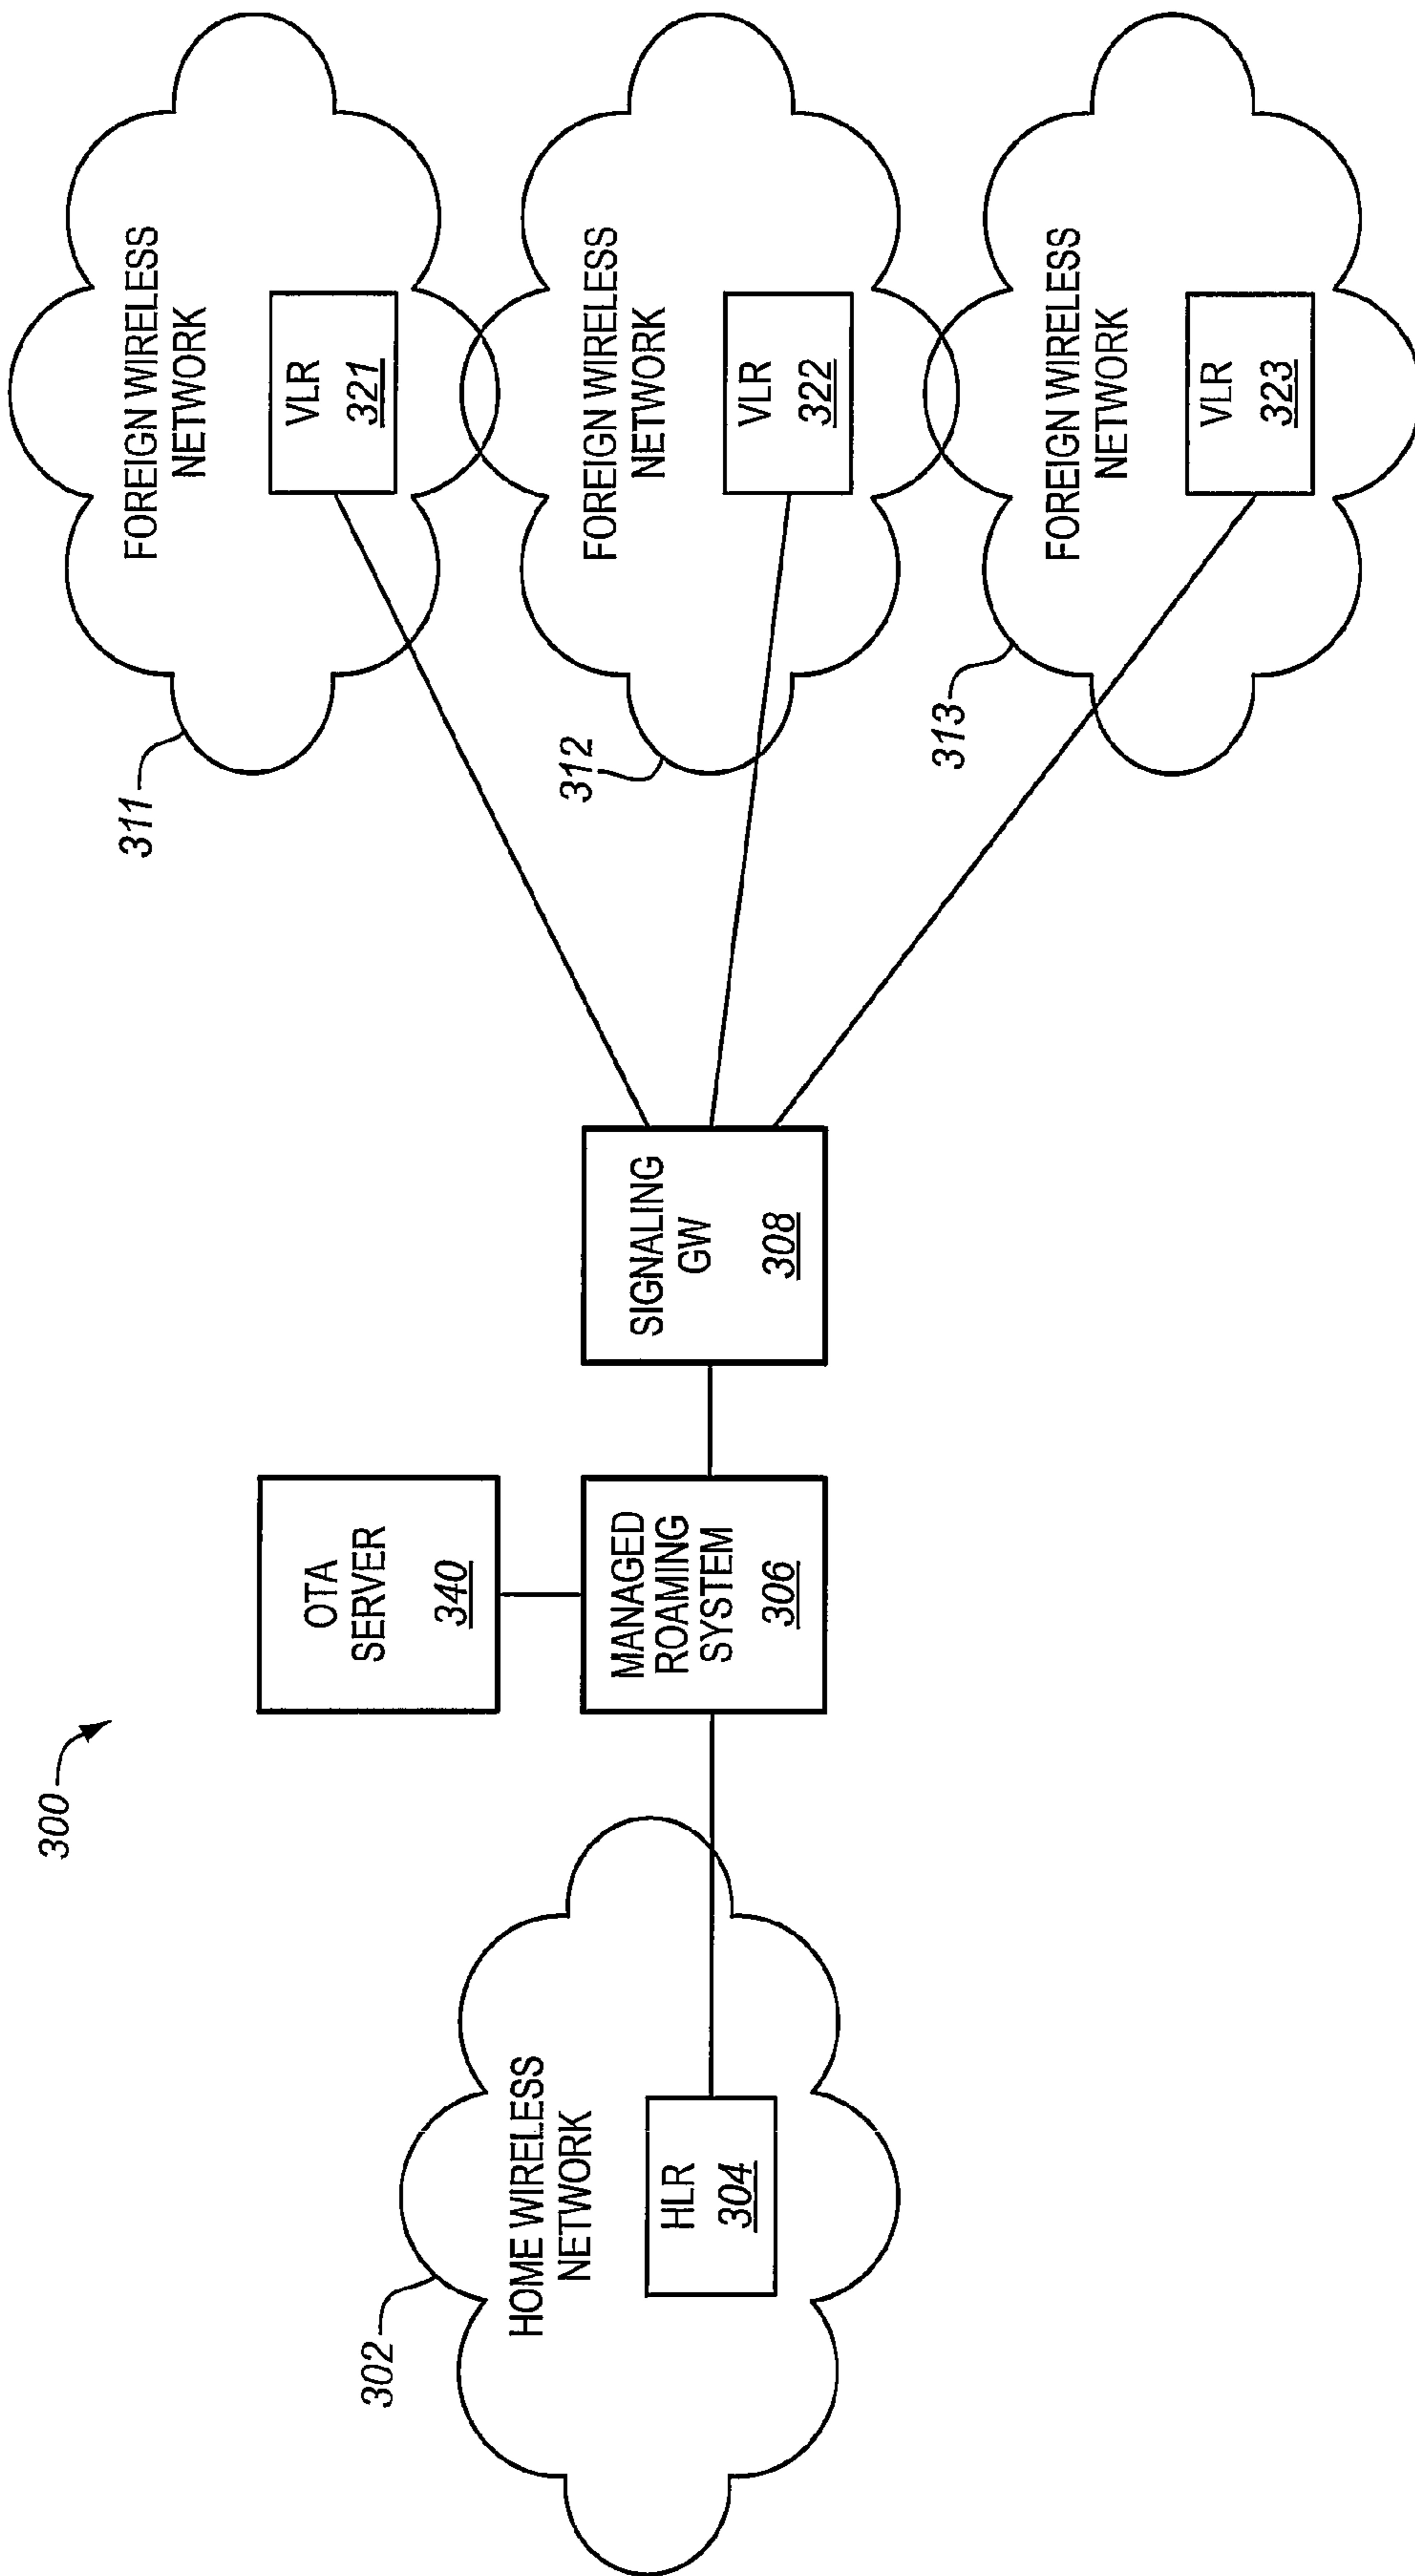 300
302
HOME WIRELESS
NETWORK
HLR
304
OTA
SERVER
340
MANAGED
ROAMING
SYSTEM
306
SIGNALING
GW
308
311
FOREIGN WIRELESS
NETWORK
VLR
321
312
FOREIGN WIRELESS
NETWORK
VLR
322
313
FOREIGN WIRELESS
NETWORK
VLR
323